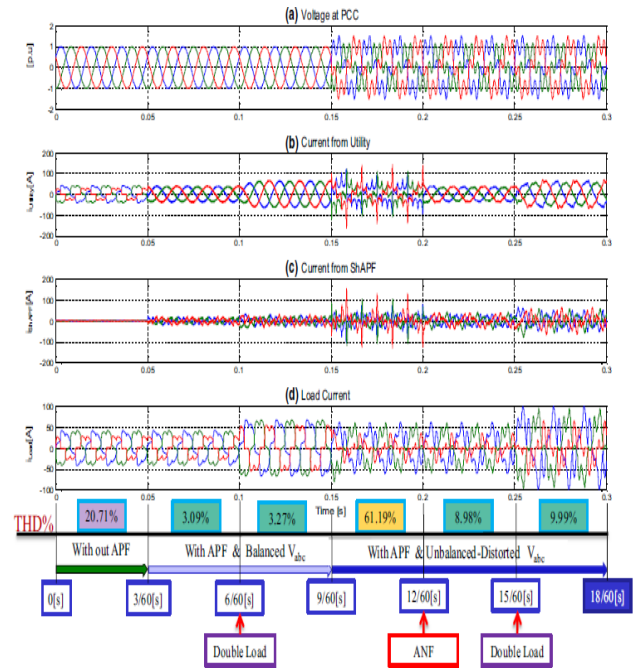 (a) Voltage at PCC
[p.u]
2
1
0
-1
-2
0 0.05 0.1 0.15 0.2 0.25 0.3
(b) Current from Utility
[A]
200
100
0
-100
-200
0 0.05 0.1 0.15 0.2 0.25 0.3
(c) Current from ShAPF
[A]
200
100
0
-100
-200
0 0.05 0.1 0.15 0.2 0.25 0.3
(d) Load Current
[A]
100
50
0
-50
-100
0 0.05 0.1 0.15 0.2 0.25 0.3
Time [s]
THD% 20.71% 3.09% 3.27% 61.19% 8.98% 9.99%
With out APF With APF & Balanced Vabc With APF & Unbalanced-Distorted Vabc
0[s] 3/60[s] 6/60[s] 9/60[s] 12/60[s] 15/60[s] 18/60[s]
Double Load ANF Double Load